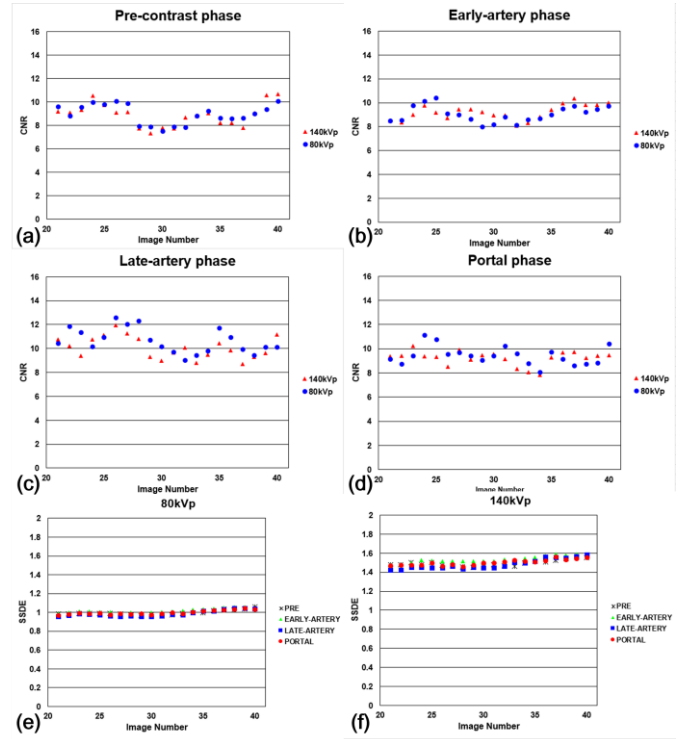 Pre-contrast phase
16
14
12
10
8
6
4
2
0
CNR
20
25
30
35
40
Image Number
140kVp
80kVp
(a)
Early-artery phase
16
14
12
10
8
6
4
2
0
CNR
20
25
30
35
40
Image Number
140kVp
80kVp
(b)
Late-artery phase
16
14
12
10
8
6
4
2
0
CNR
20
25
30
35
40
Image Number
140kVp
80kVp
(c)
Portal phase
16
14
12
10
8
6
4
2
0
CNR
20
25
30
35
40
Image Number
140kVp
80kVp
(d)
80kVp
2
1.8
1.6
1.4
1.2
1
0.8
0.6
0.4
0.2
0
SSDE
20
25
30
35
40
Image Number
PRE
EARLY-ARTERY
LATE-ARTERY
PORTAL
(e)
140kVp
2
1.8
1.6
1.4
1.2
1
0.8
0.6
0.4
0.2
0
SSDE
20
25
30
35
40
Image Number
PRE
EARLY-ARTERY
LATE-ARTERY
PORTAL
(f)